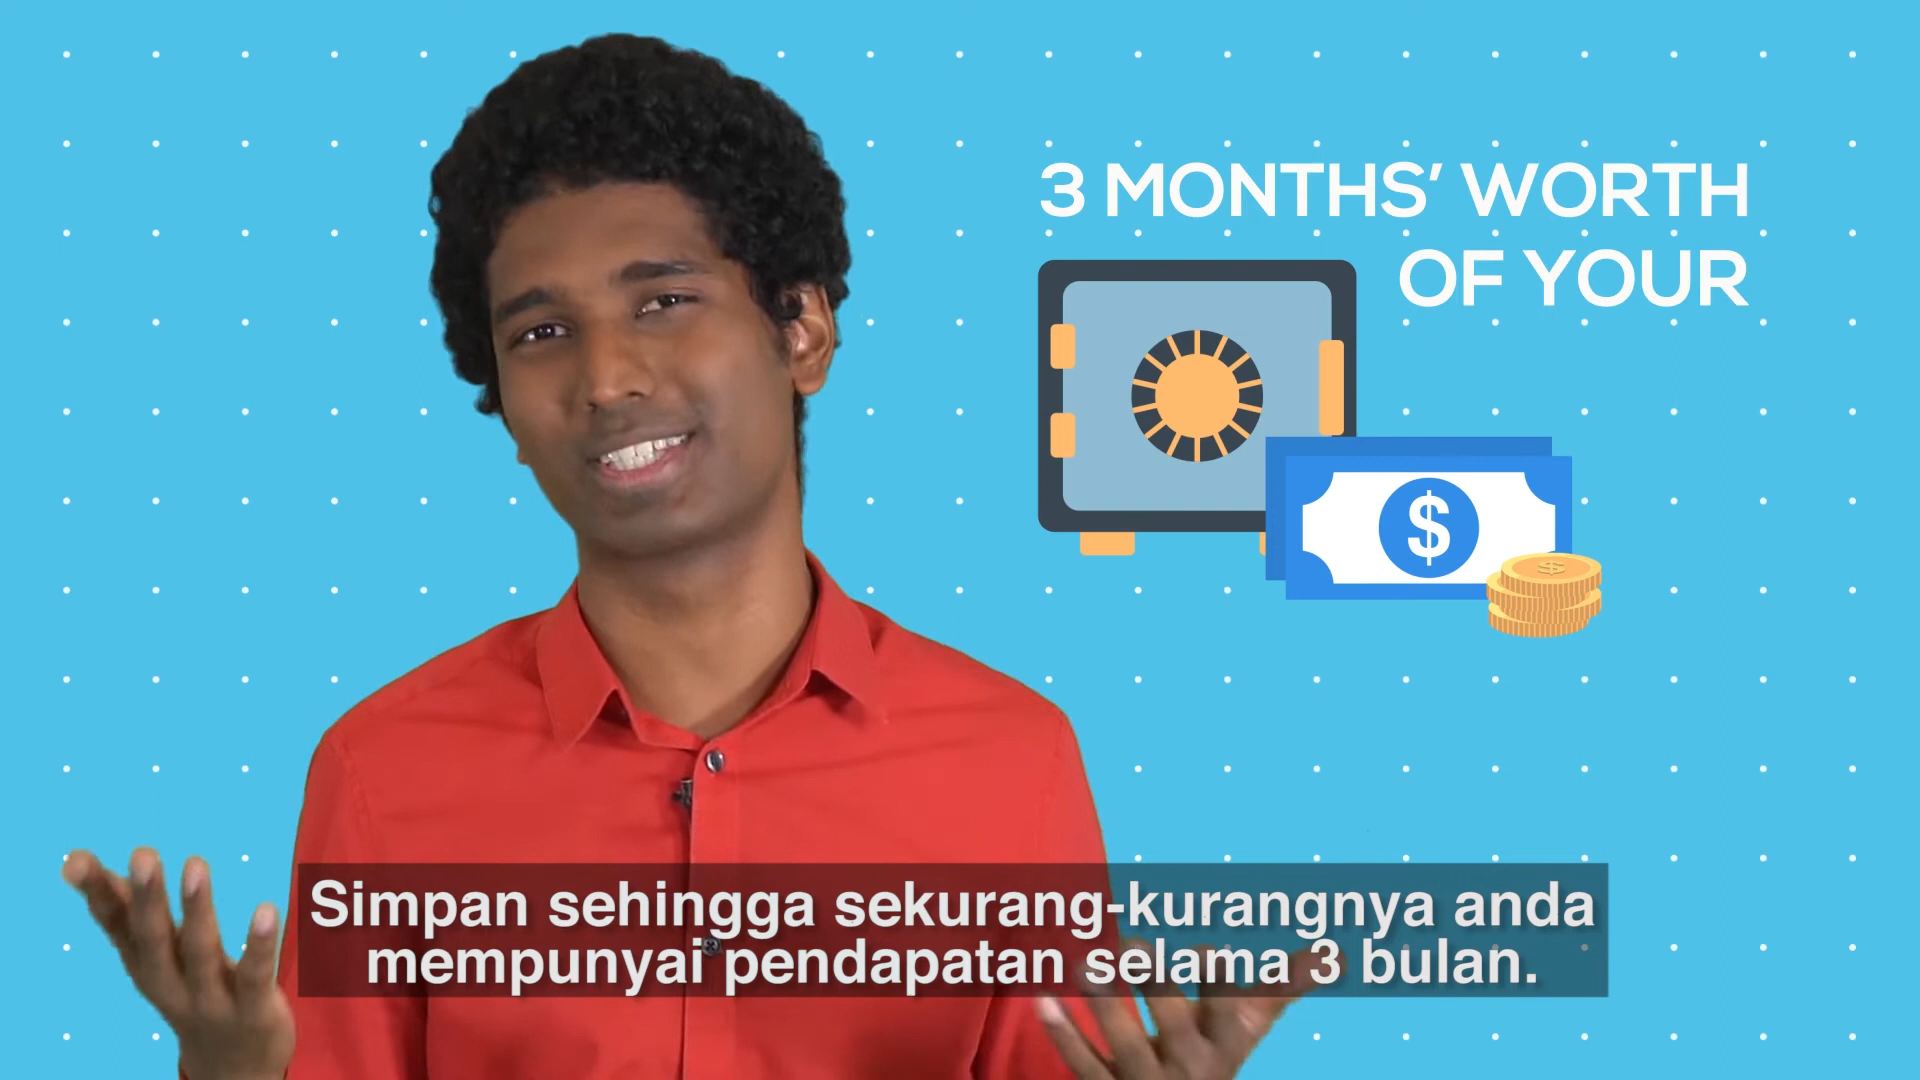 3 MONTHS’ WORTH
OF YOUR
$
$
Simpan sehingga sekurang-kurangnya anda
mempunyai pendapatan selama 3 bulan.